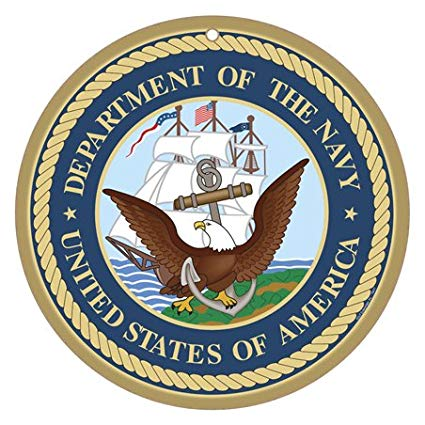 DEPARTMENT OF THE NAVY
UNITED STATES OF AMERICA